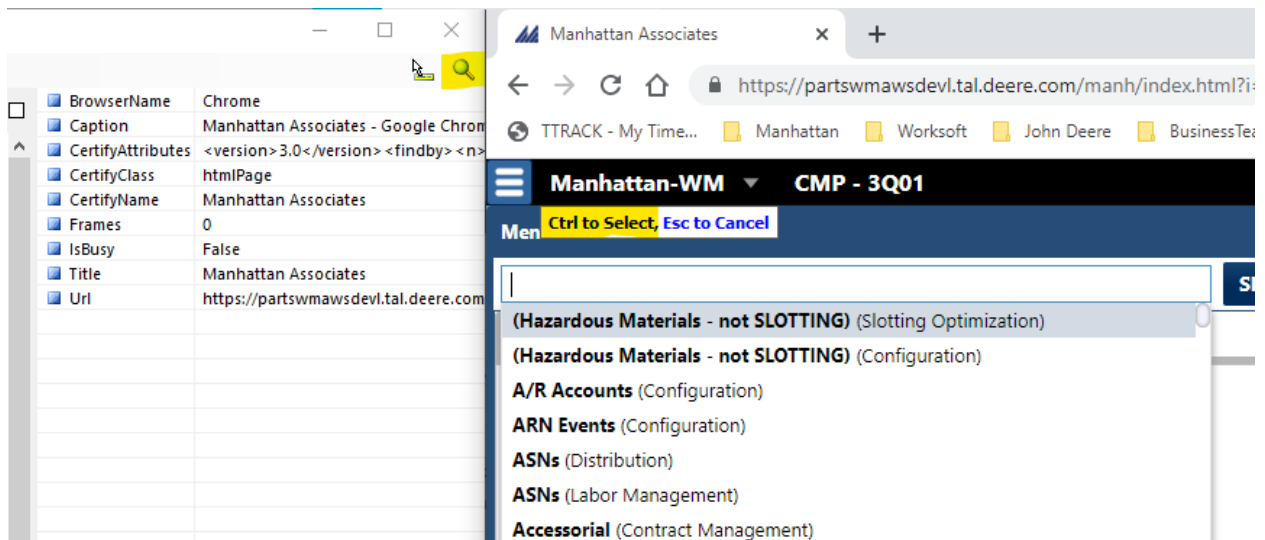 BrowserName Chrome
Caption Manhattan Associates - Google Chrom
CertifyAttributes <version>3.0</version><findby><n>
CertifyClass htmlPage
CertifyName Manhattan Associates
Frames 0
IsBusy False
Title Manhattan Associates
Url https://partswmawsdevl.tal.deere.com
Manhattan Associates
https://partswmawsdevl.tal.deere.com/manh/index.html?i=
TTRACK - My Time... Manhattan Worksoft John Deere BusinessTea
Manhattan-WM CMP - 3Q01
Men Ctrl to Select, Esc to Cancel
(Hazardous Materials - not SLOTTING) (Slotting Optimization)
(Hazardous Materials - not SLOTTING) (Configuration)
A/R Accounts (Configuration)
ARN Events (Configuration)
ASNs (Distribution)
ASNs (Labor Management)
Accessorial (Contract Management)